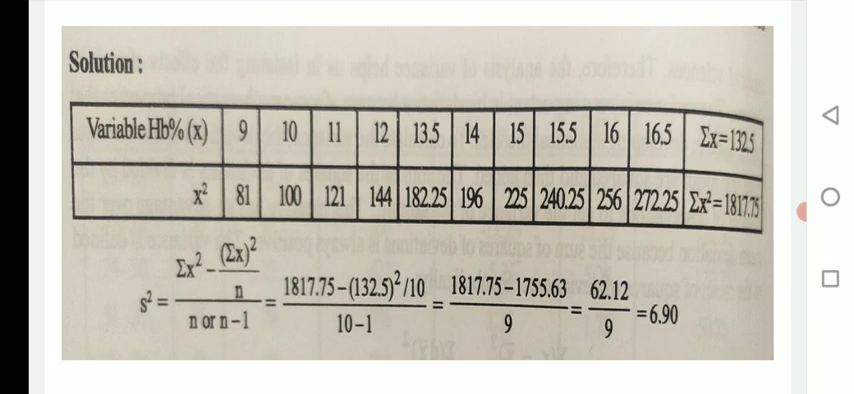 Solution :
Variable Hb% (x) 9 10 11 12 13.5 14 15 15.5 16 16.5 Σx=132.5
x² 81 100 121 144 182.25 196 225 240.25 256 272.25 Σx²=1817.75
s² = (Σx² - (Σx)²/n) / (n or n-1) = (1817.75-(132.5)²/10) / (10-1) = (1817.75-1755.63) / 9 = 62.12 / 9 = 6.90